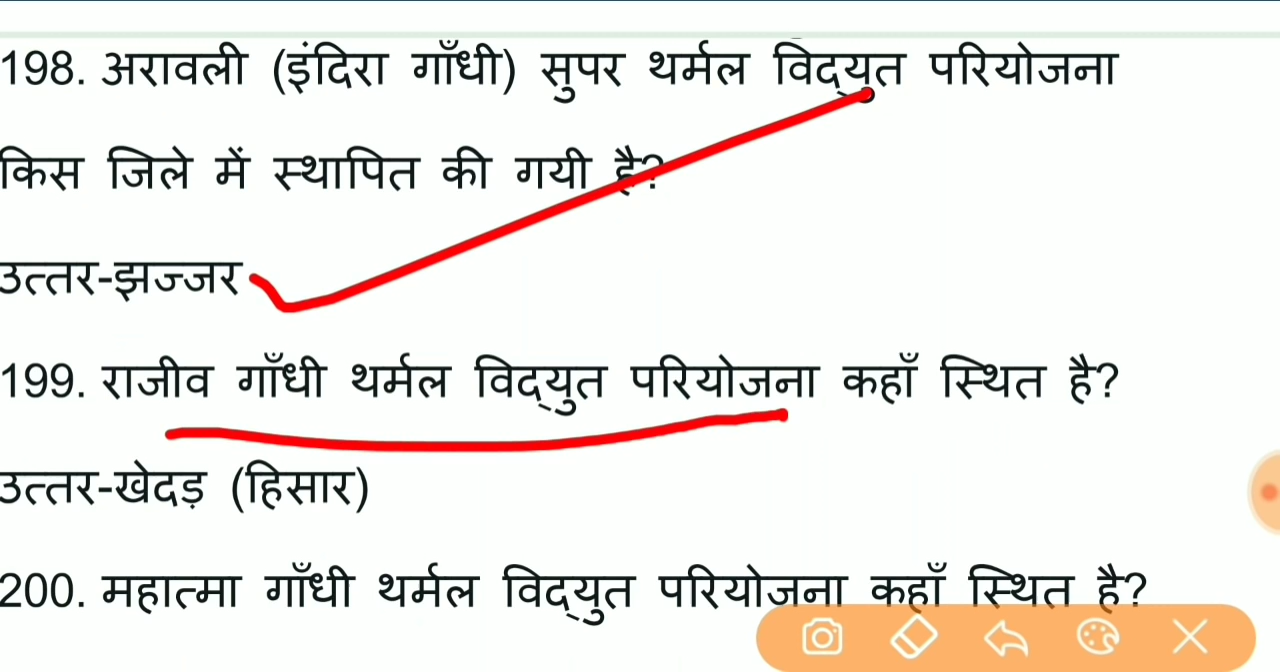 198. अरावली (इंदिरा गाँधी) सुपर थर्मल विद्युत परियोजना
किस जिले में स्थापित की गयी है?
उत्तर-झज्जर
199. राजीव गाँधी थर्मल विद्युत परियोजना कहाँ स्थित है?
उत्तर-खेदड़ (हिसार)
200. महात्मा गाँधी थर्मल विद्युत परियोजना कहाँ स्थित है?